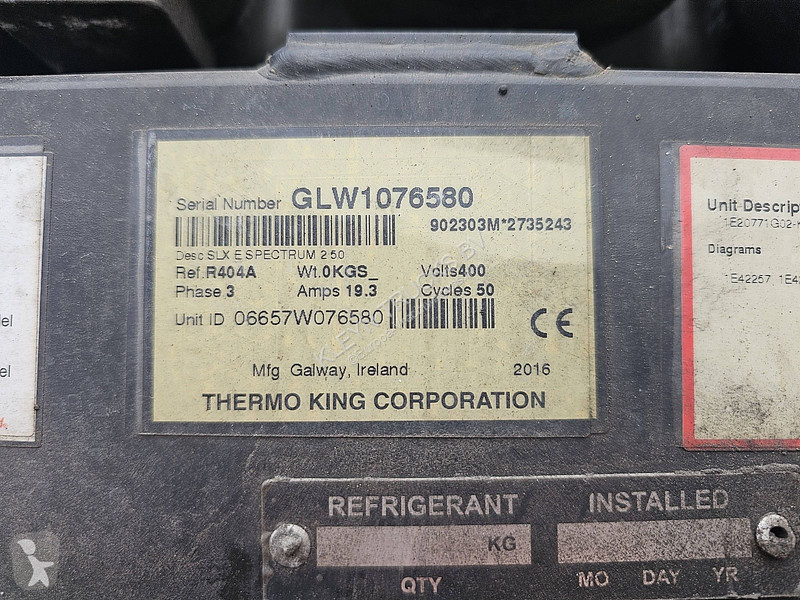 Serial Number GLW1076580
902303M*2735243
Desc SLX E SPECTRUM 2 50
Ref. R404A Wt.0KGS_ Volts400
Phase 3 Amps 19.3 Cycles 50
Unit ID 06657W076580
CE
Mfg Galway, Ireland 2016
THERMO KING CORPORATION
Unit Descrip
1E20771G02-
Diagrams
1E42257, 1E4
del
el
REFRIGERANT INSTALLED
KG
QTY MO DAY YR